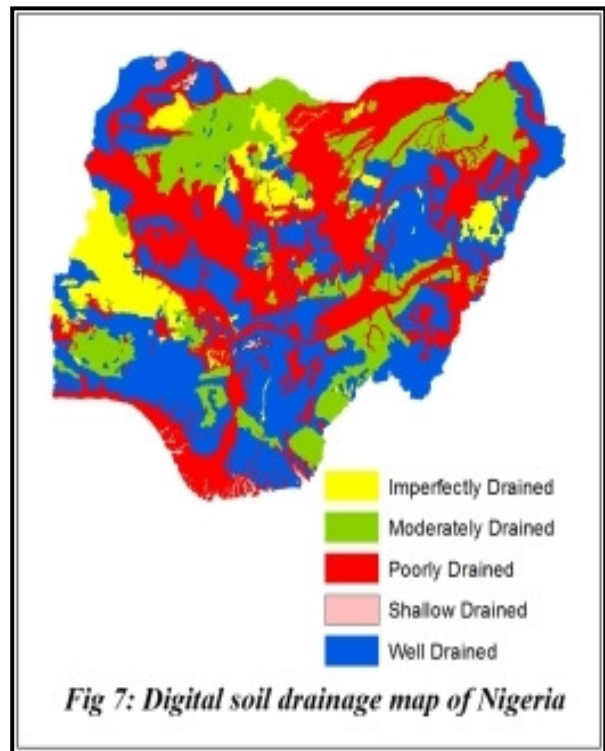 Imperfectly Drained
Moderately Drained
Poorly Drained
Shallow Drained
Well Drained
Fig 7: Digital soil drainage map of Nigeria